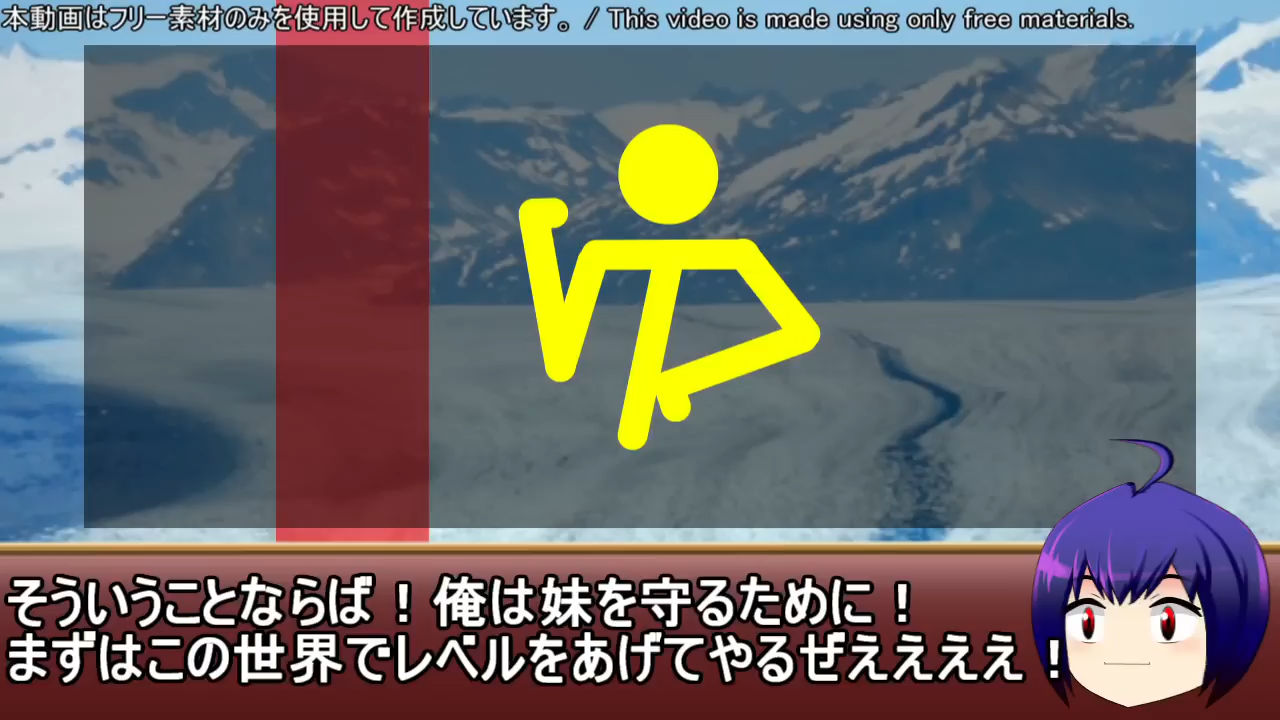 本動画はフリー素材のみを使用して作成しています。 / This video is made using only free materials.
そういうことならば！俺は妹を守るために！
まずはこの世界でレベルをあげてやるぜええええ！